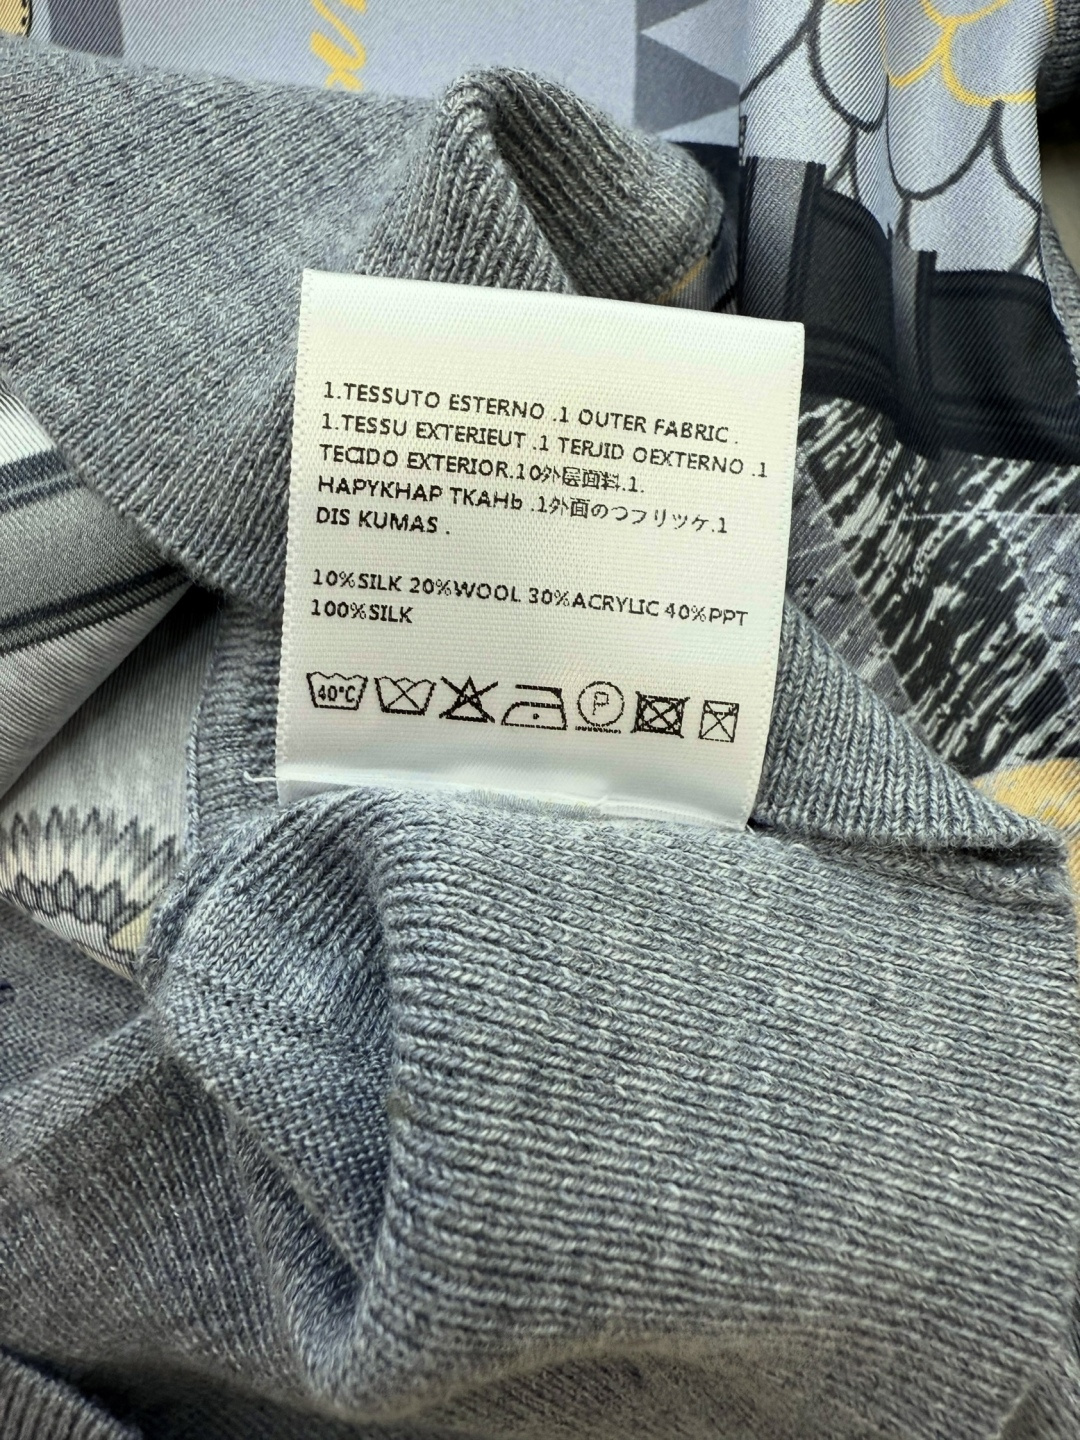 1.TESSUTO ESTERNO .1 OUTER FABRIC .
1.TESSU EXTERIEUT .1 TERJID OEXTERNO .1
TECIDO EXTERIOR.10外层面料.1.
HAPYKHAP TKAHb .1外面のつフリツケ.1
DIS KUMAS .
10%SILK 20%WOOL 30%ACRYLIC 40%PPT
100%SILK
40°C
P